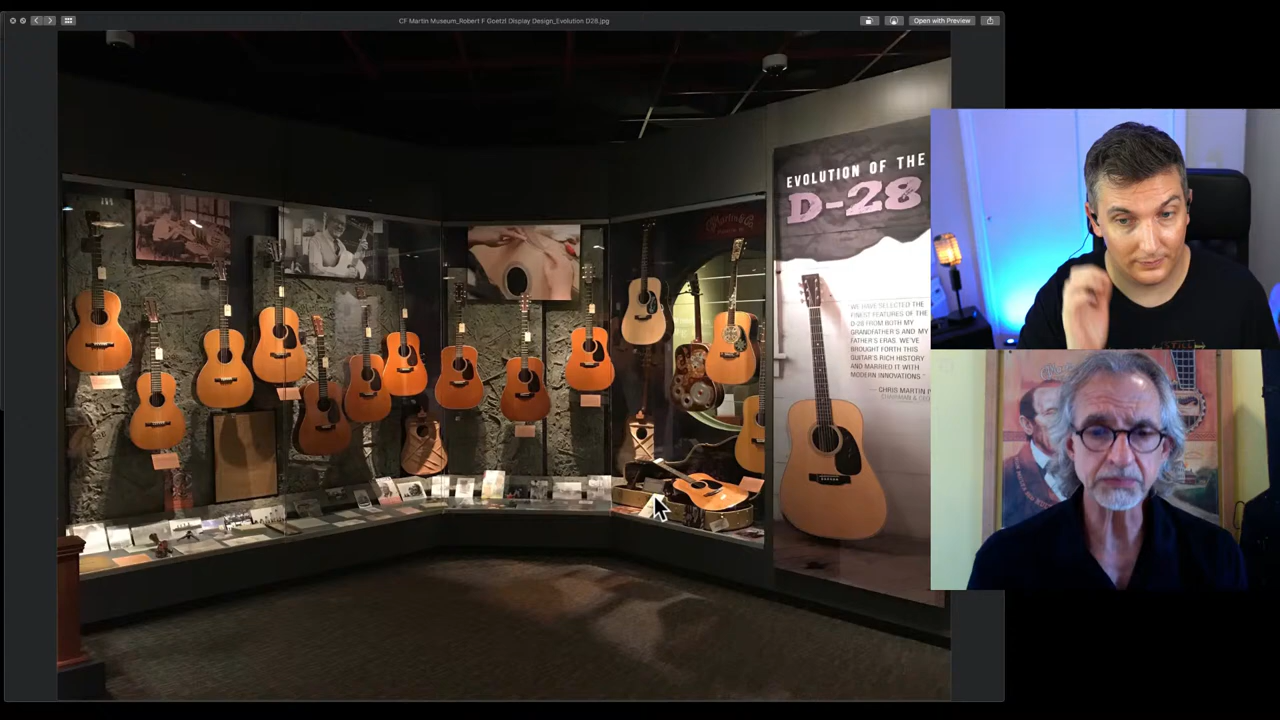 CF Martin Museum_Robert F Goetzl Display Design_Evolution D28.jpg
Open with Preview
EVOLUTION OF THE
D-28
"WE HAVE SELECTED THE
FINEST FEATURES OF THE
D-28 FROM BOTH MY
GRANDFATHER'S AND MY
FATHER'S ERAS. WE'VE
BROUGHT FORTH THIS
GUITAR'S RICH HISTORY
AND MARRIED IT WITH
MODERN INNOVATIONS."
— CHRIS MARTIN
CHAIRMAN &